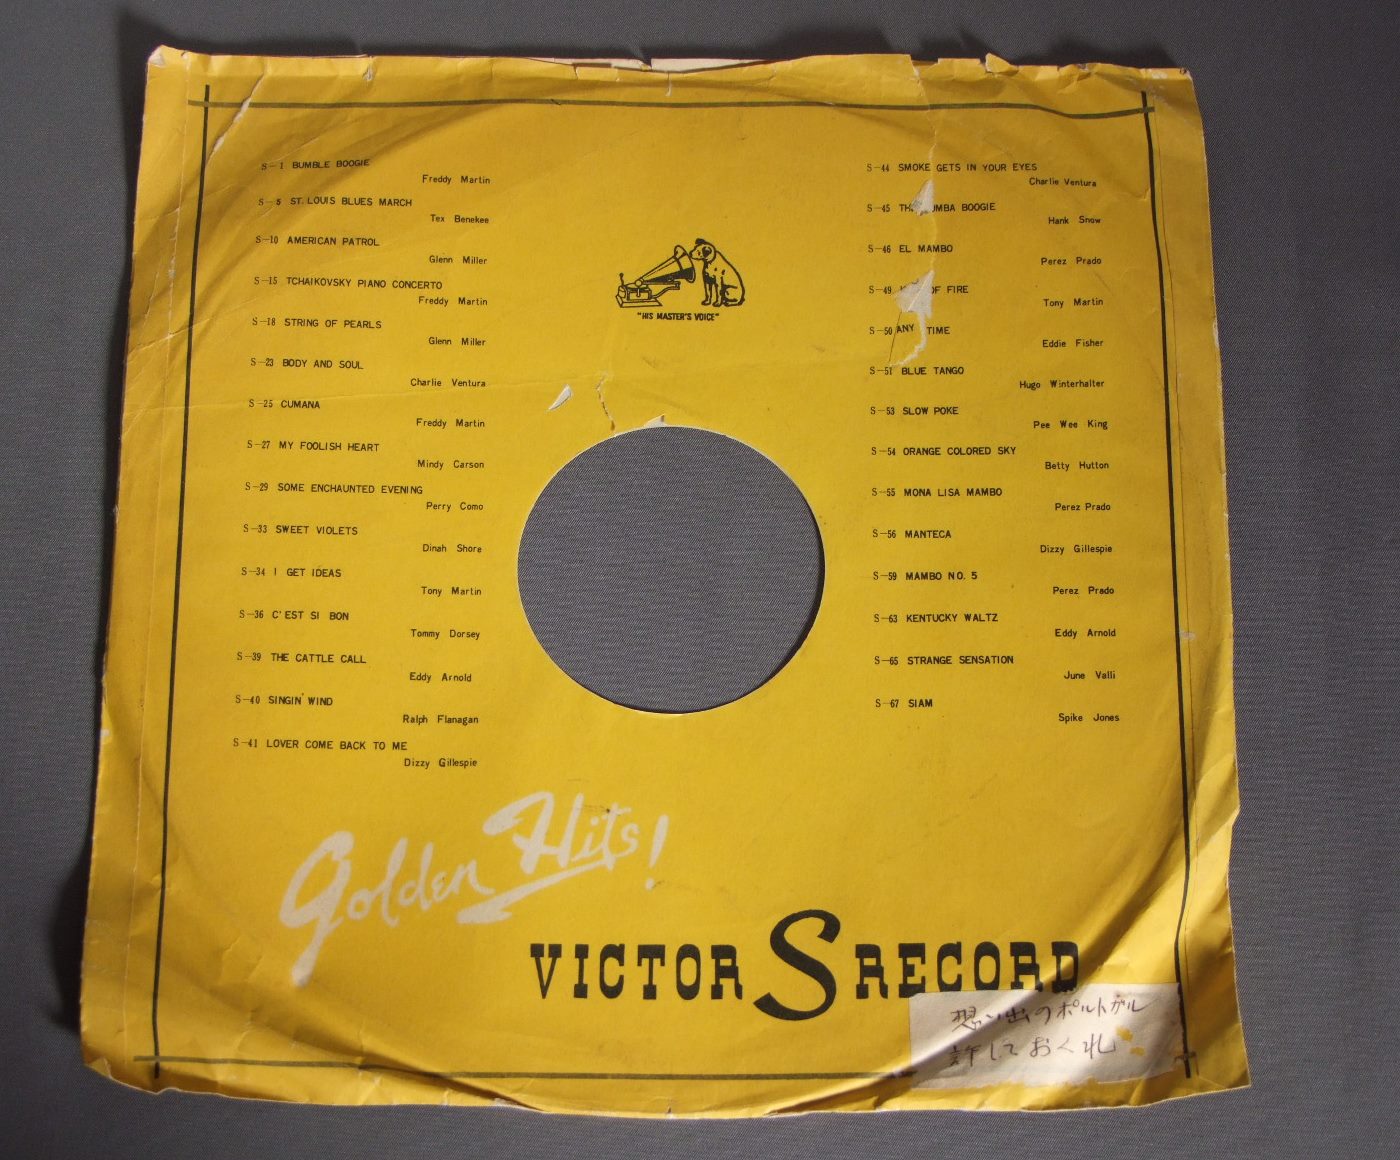 S-1 BUMBLE BOOGIE
Freddy Martin
S-5 ST. LOUIS BLUES MARCH
Tex Benekee
S-10 AMERICAN PATROL
Glenn Miller
S-15 TCHAIKOVSKY PIANO CONCERTO
Freddy Martin
S-18 STRING OF PEARLS
Glenn Miller
S-23 BODY AND SOUL
Charlie Ventura
S-25 CUMANA
Freddy Martin
S-27 MY FOOLISH HEART
Mindy Carson
S-29 SOME ENCHAUNTED EVENING
Perry Como
S-33 SWEET VIOLETS
Dinah Shore
S-34 I GET IDEAS
Tony Martin
S-36 C'EST SI BON
Tommy Dorsey
S-39 THE CATTLE CALL
Eddy Arnold
S-40 SINGIN' WIND
Ralph Flanagan
S-41 LOVER COME BACK TO ME
Dizzy Gillespie
"HIS MASTER'S VOICE"
S-44 SMOKE GETS IN YOUR EYES
Charlie Ventura
S-45 BOOGIE
Hank Snow
S-46 EL MAMBO
Perez Prado
S-49 OF FIRE
Tony Martin
S-50 ANY TIME
Eddie Fisher
S-51 BLUE TANGO
Hugo Winterhalter
S-53 SLOW POKE
Pee Wee King
S-54 ORANGE COLORED SKY
Betty Hutton
S-55 MONA LISA MAMBO
Perez Prado
S-56 MANTECA
Dizzy Gillespie
S-59 MAMBO NO. 5
Perez Prado
S-63 KENTUCKY WALTZ
Eddy Arnold
S-65 STRANGE SENSATION
June Valli
S-67 SIAM
Spike Jones
Golden Hits!
VICTOR S RECORD
想い出のポルトガル
許しておくれ